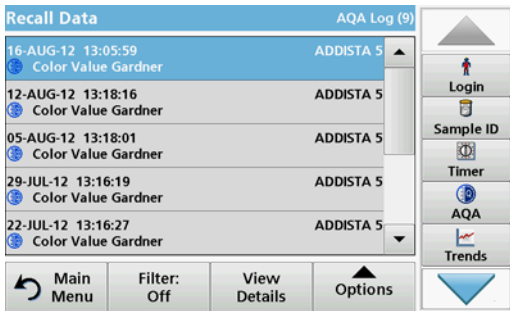 Recall Data AQA Log (9)
16-AUG-12 13:05:59 ADDISTA 5
Color Value Gardner
12-AUG-12 13:18:16 ADDISTA 5
Color Value Gardner
05-AUG-12 13:18:01 ADDISTA 5
Color Value Gardner
29-JUL-12 13:16:19 ADDISTA 5
Color Value Gardner
22-JUL-12 13:16:27 ADDISTA 5
Color Value Gardner
Main
Menu
Filter:
Off
View
Details
Options
Login
Sample ID
Timer
AQA
Trends